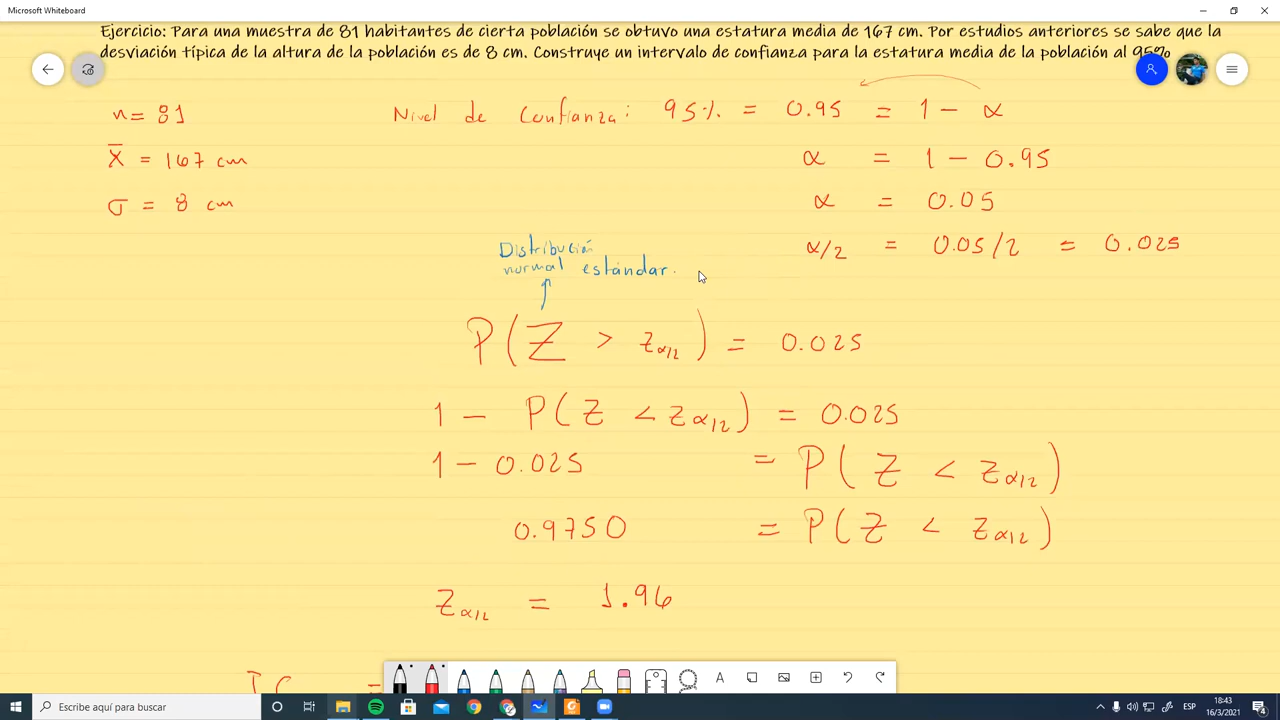 Microsoft Whiteboard
Ejercicio: Para una muestra de 81 habitantes de cierta población se obtuvo una estatura media de 167 cm. Por estudios anteriores se sabe que la
desviación típica de la altura de la población es de 8 cm. Construye un intervalo de confianza para la estatura media de la población al 95%
n = 81
Nivel de Confianza: 95% = 0.95 = 1 - α
X̅ = 167 cm
α = 1 - 0.95
σ = 8 cm
α = 0.05
α/2 = 0.05/2 = 0.025
Distribución
normal estándar.
P(Z > zα/2) = 0.025
1 - P(Z < zα/2) = 0.025
1 - 0.025 = P(Z < zα/2)
0.9750 = P(Z < zα/2)
Zα/2 = 1.96
I C =
Escribe aquí para buscar
ESP
18:43
16/3/2021